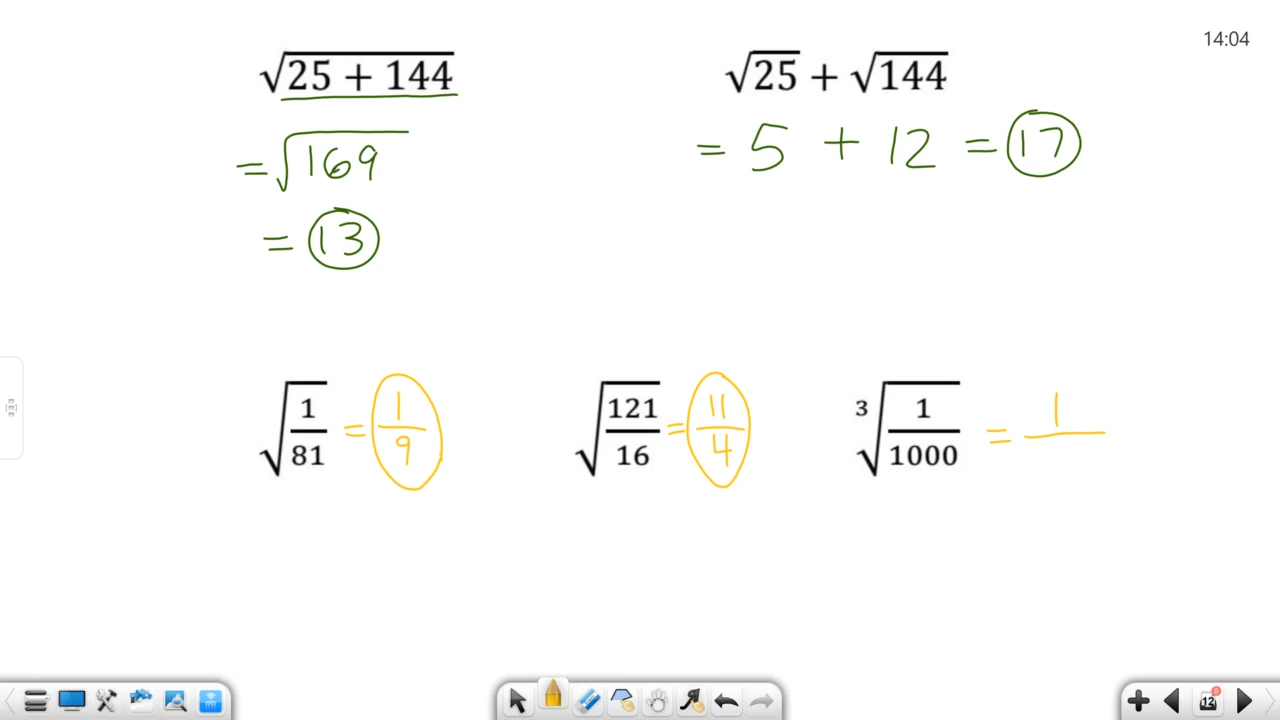 14:04
√25 + 144
√25 + √144
= √169
= 5 + 12 = 17
= 13
√1/81 = 1/9
√121/16 = 11/4
3√1/1000 = 1/
12